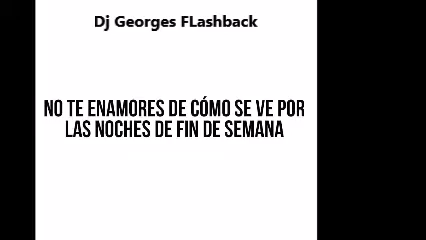 Dj Georges FLashback
NO TE ENAMORES DE CÓMO SE VE POR
LAS NOCHES DE FIN DE SEMANA